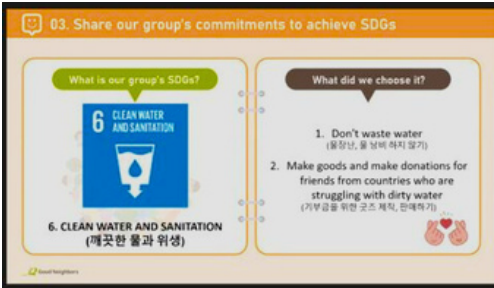 03. Share our group's commitments to achieve SDGs
What is our group's SDGs?
6 CLEAN WATER
AND SANITATION
6. CLEAN WATER AND SANITATION
(깨끗한 물과 위생)
What did we choose it?
1. Don't waste water
(물장난, 물 낭비 하지 않기)
2. Make goods and make donations for
friends from countries who are
struggling with dirty water
(기부금을 위한 굿즈 제작, 판매하기)
Good Neighbors